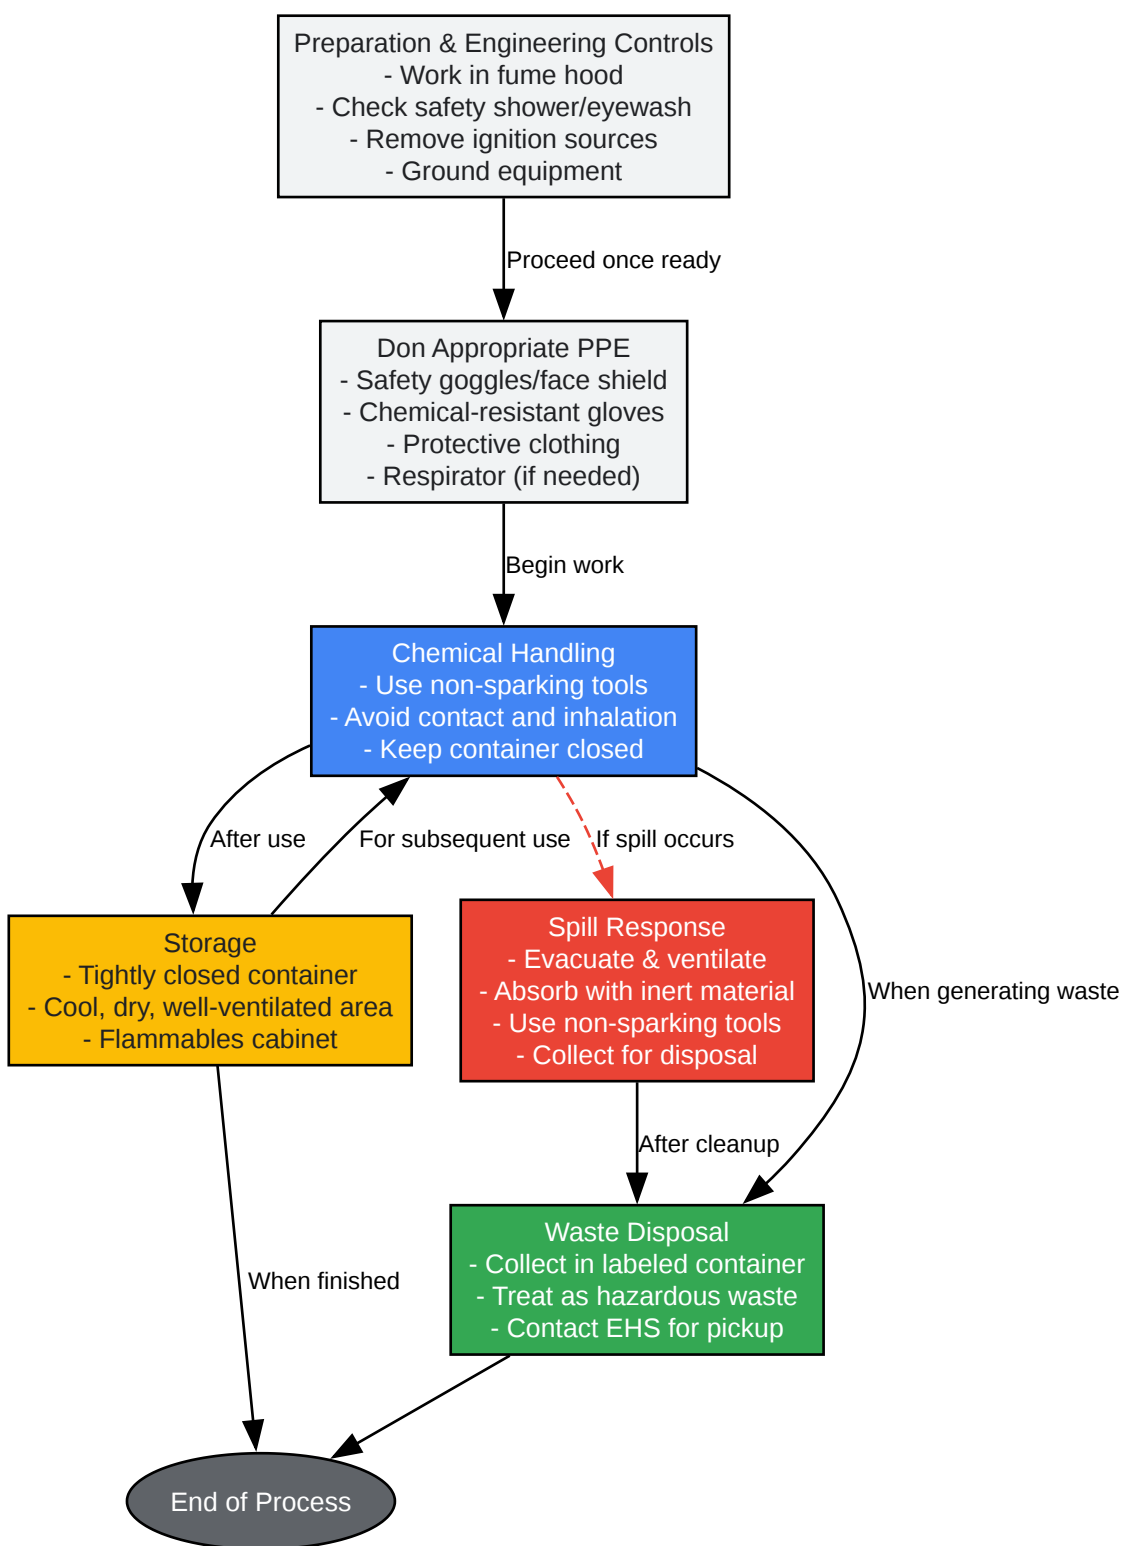 Preparation & Engineering Controls
- Work in fume hood
- Check safety shower/eyewash
- Remove ignition sources
- Ground equipment
Proceed once ready
Don Appropriate PPE
- Safety goggles/face shield
- Chemical-resistant gloves
- Protective clothing
- Respirator (if needed)
Begin work
Chemical Handling
- Use non-sparking tools
- Avoid contact and inhalation
- Keep container closed
After use
For subsequent use
If spill occurs
Storage
- Tightly closed container
- Cool, dry, well-ventilated area
- Flammables cabinet
Spill Response
- Evacuate & ventilate
- Absorb with inert material
- Use non-sparking tools
- Collect for disposal
When generating waste
After cleanup
Waste Disposal
- Collect in labeled container
- Treat as hazardous waste
- Contact EHS for pickup
When finished
End of Process